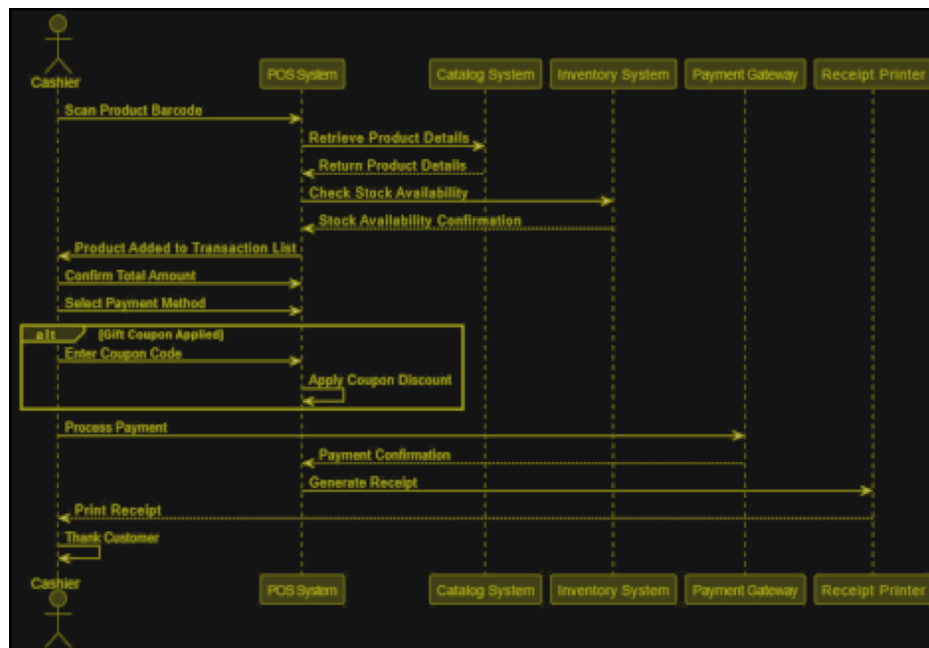 Cashier
POS System
Catalog System
Inventory System
Payment Gateway
Receipt Printer
Scan Product Barcode
Retrieve Product Details
Return Product Details
Check Stock Availability
Stock Availability Confirmation
Product Added to Transaction List
Confirm Total Amount
Select Payment Method
alt [Gift Coupon Applied]
Enter Coupon Code
Apply Coupon Discount
Process Payment
Payment Confirmation
Generate Receipt
Print Receipt
Thank Customer
Cashier
POS System
Catalog System
Inventory System
Payment Gateway
Receipt Printer